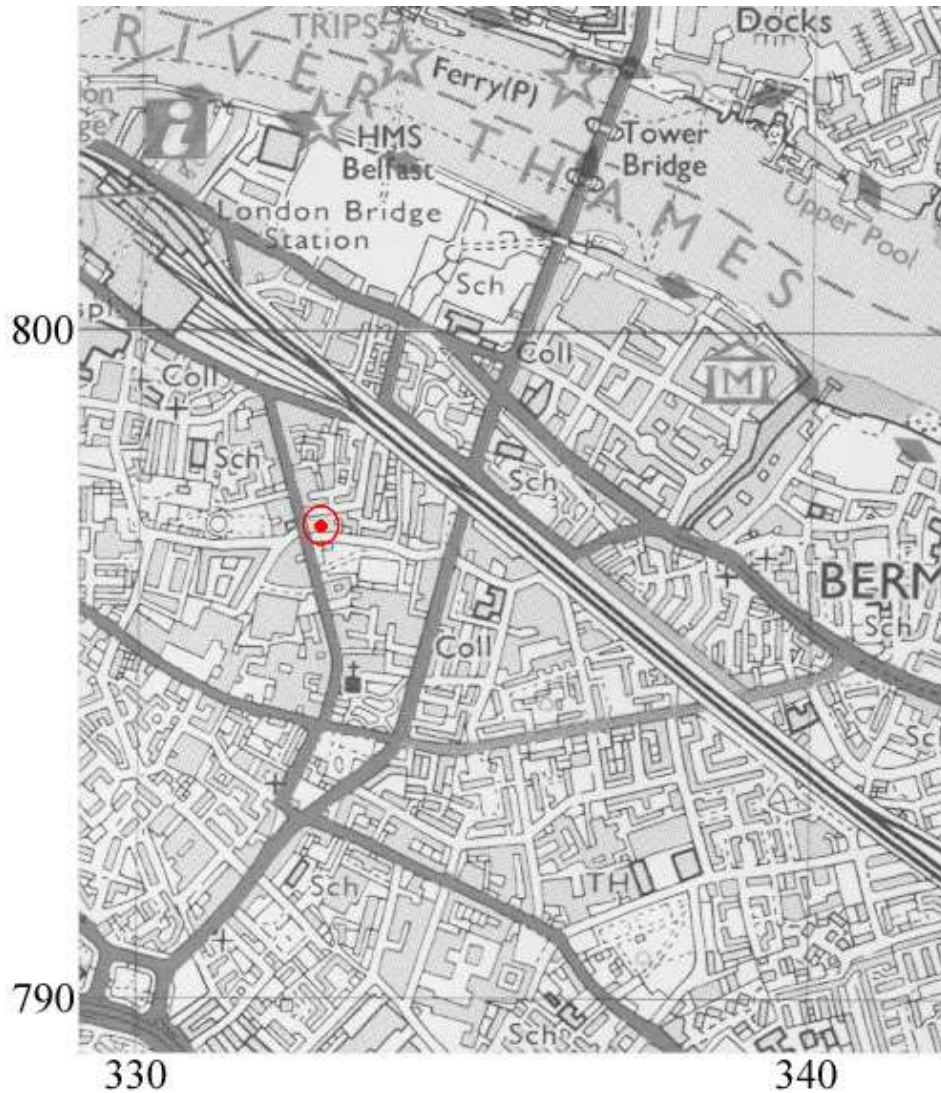 TRIPS
Docks
RIVER
Ferry(P)
HMS
Belfast
THAMES
Tower
Bridge
Upper Pool
London Bridge
Station
Sch
800
Coll
Coll
M
Sch
Sch
BERM
Sch
Coll
Sch
TH
790
Sch
330
340